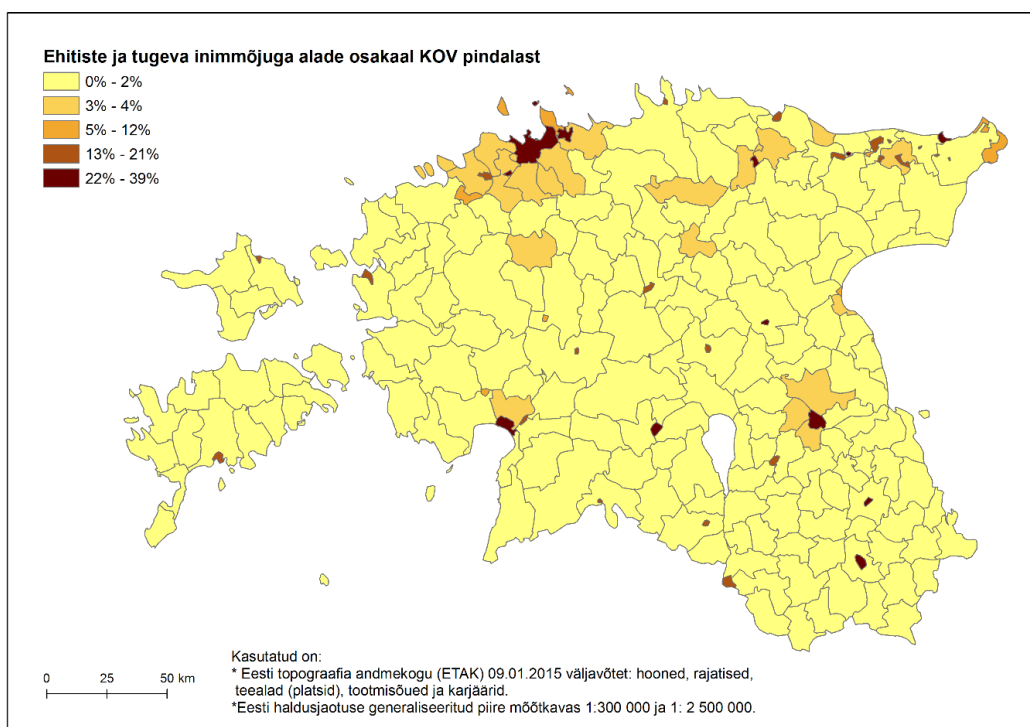 Ehitiste ja tugeva inimmõjuga alade osakaal KOV pindalast
0% - 2%
3% - 4%
5% - 12%
13% - 21%
22% - 39%
0 25 50 km
Kasutatud on:
* Eesti topograafia andmekogu (ETAK) 09.01.2015 väljavõtet: hooned, rajatised,
teealad (platsid), tootmisõued ja karjäärid.
*Eesti haldusjaotuse generaliseeritud piire mõõtkavas 1:300 000 ja 1: 2 500 000.